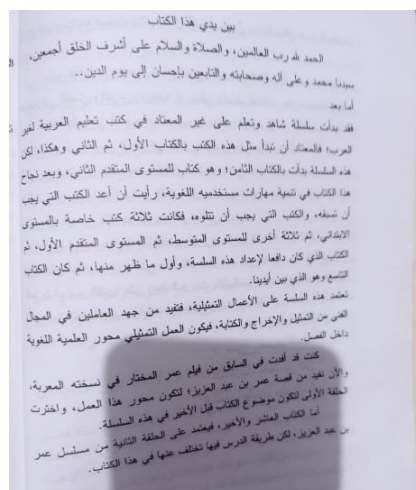 بين يدي هذا الكتاب
الحمد لله رب العالمين، والصلاة والسلام على أشرف الخلق أجمعين،
سيدنا محمد وعلى آله وصحابته والتابعين بإحسان إلى يوم الدين..
أما بعد
فقد بدأت سلسلة شاهد وتعلم على غير المعتاد في كتب تعليم العربية لغير
العرب؛ فالمعتاد أن تبدأ مثل هذه الكتب بالكتاب الأول، ثم الثاني وهكذا، لكن
هذه السلسلة بدأت بالكتاب الثامن؛ وهو كتاب للمستوى المتقدم الثاني، وبعد نجاح
هذا الكتاب في تنمية مهارات مستخدميه اللغوية، رأيت أن أعد الكتب التي يجب
أن تسبقه، والكتب التي يجب أن تتلوه، فكانت ثلاثة كتب خاصة بالمستوى
الابتدائي، ثم ثلاثة أخرى للمستوى المتوسط، ثم المستوى المتقدم الأول، ثم
الكتاب الذي كان دافعا لإعداد هذه السلسة، وأول ما ظهر منها، ثم كان الكتاب
التاسع وهو الذي بين أيدينا.
تعتمد هذه السلسة على الأعمال التمثيلية، فتفيد من جهد العاملين في المجال
الفني من التمثيل والإخراج والكتابة، فيكون العمل التمثيلي محور العلمية اللغوية
داخل الفصل.
كنت قد أفدت في السابق من فيلم عمر المختار في نسخته المعربة،
والآن نفيد من قصة عمر بن عبد العزيز؛ لتكون محور هذا العمل، واخترت
الحلقة الأولى لتكون موضوع الكتاب قبل الأخير في هذه السلسلة.
أما الكتاب العاشر والأخير، فيعتمد على الحلقة الثانية من مسلسل عمر
بن عبد العزيز، لكن طريقة الدرس فيها تختلف عنها في هذا الكتاب.